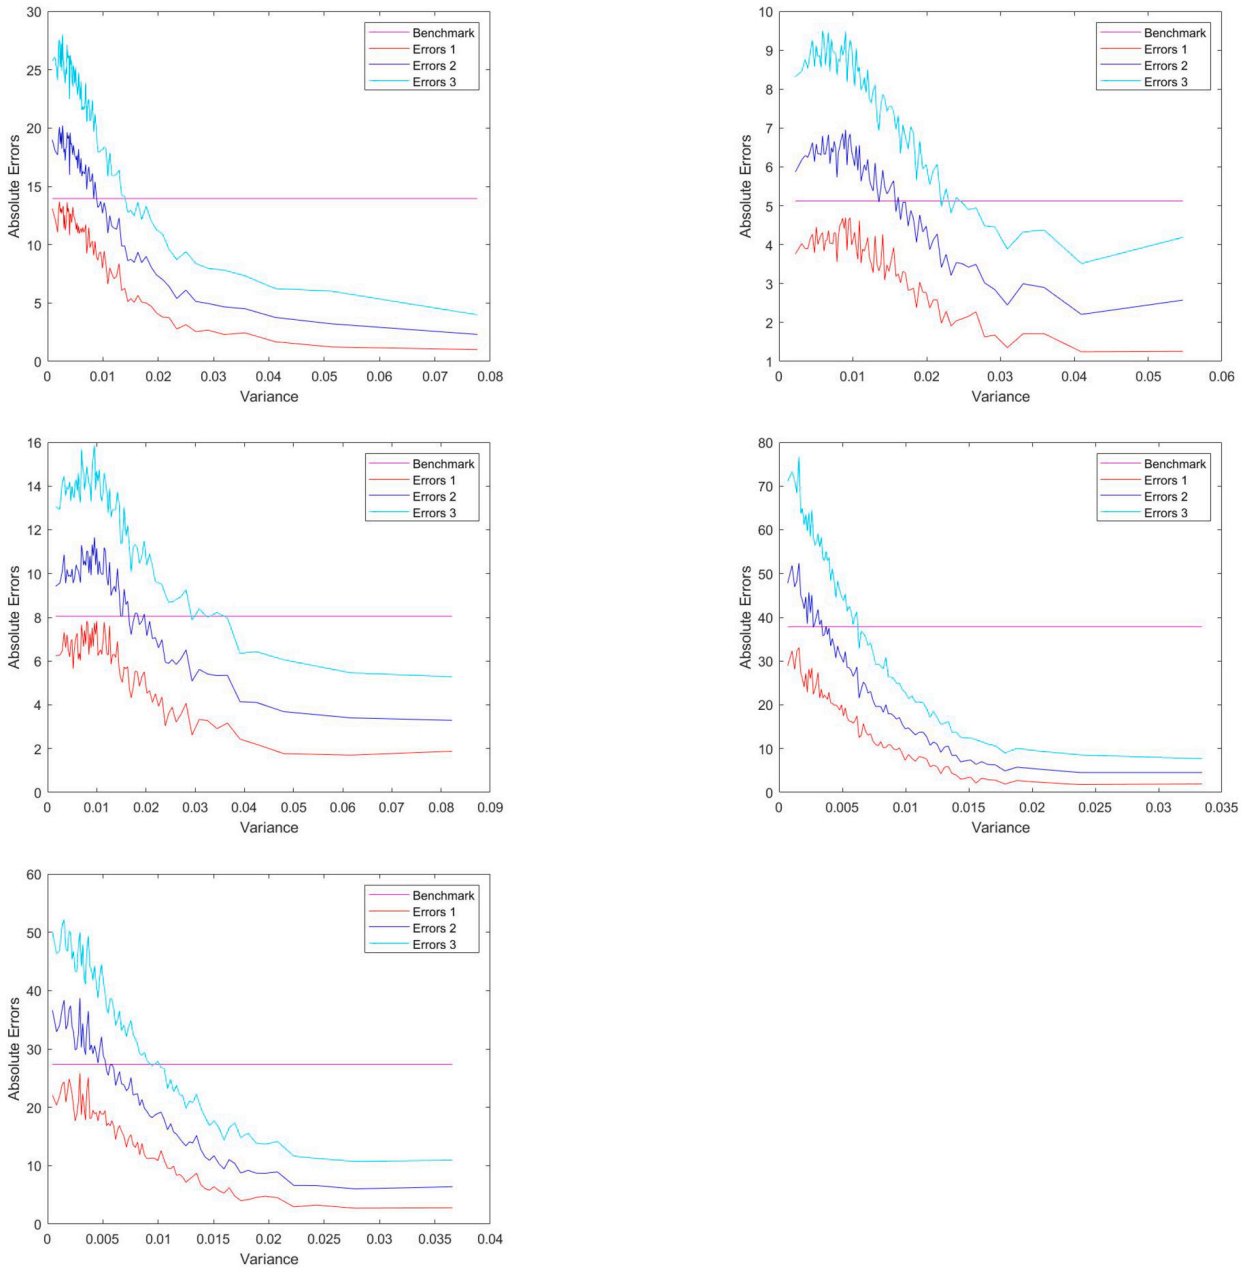 30
25
20
15
10
5
0
Absolute Errors
Benchmark
Errors 1
Errors 2
Errors 3
0 0.01 0.02 0.03 0.04 0.05 0.06 0.07 0.08
Variance
10
9
8
7
6
5
4
3
2
1
Absolute Errors
Benchmark
Errors 1
Errors 2
Errors 3
0 0.01 0.02 0.03 0.04 0.05 0.06
Variance
16
14
12
10
8
6
4
2
0
Absolute Errors
Benchmark
Errors 1
Errors 2
Errors 3
0 0.01 0.02 0.03 0.04 0.05 0.06 0.07 0.08 0.09
Variance
80
70
60
50
40
30
20
10
0
Absolute Errors
Benchmark
Errors 1
Errors 2
Errors 3
0 0.005 0.01 0.015 0.02 0.025 0.03 0.035
Variance
60
50
40
30
20
10
0
Absolute Errors
Benchmark
Errors 1
Errors 2
Errors 3
0 0.005 0.01 0.015 0.02 0.025 0.03 0.035 0.04
Variance